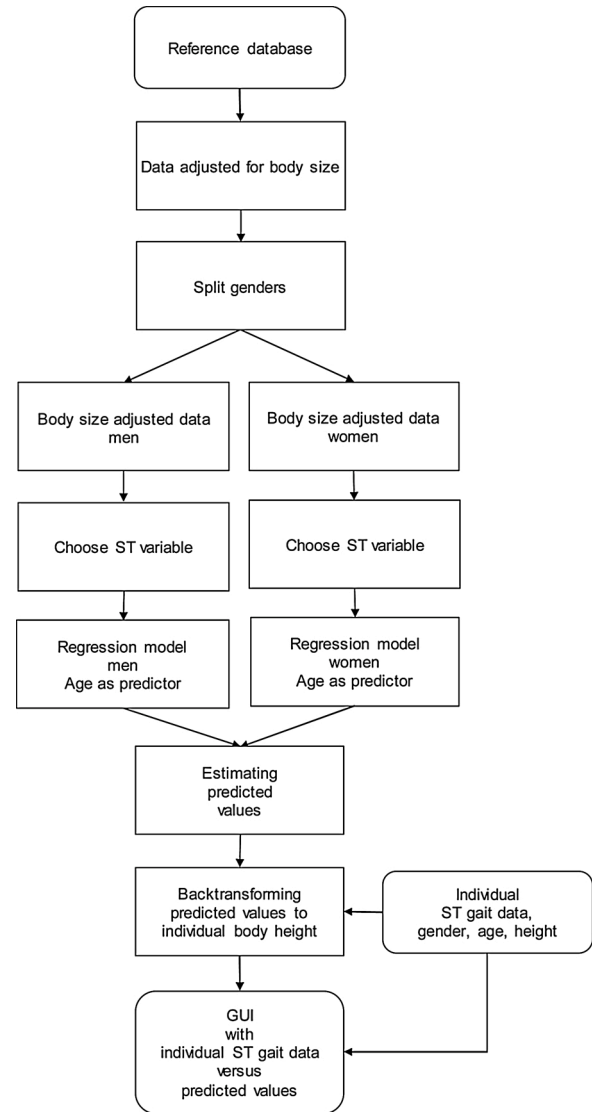 Reference database
Data adjusted for body size
Split genders
Body size adjusted data
men
Body size adjusted data
women
Choose ST variable
Choose ST variable
Regression model
men
Age as predictor
Regression model
women
Age as predictor
Estimating
predicted
values
Backtransforming
predicted values to
individual body height
Individual
ST gait data,
gender, age, height
GUI
with
individual ST gait data
versus
predicted values